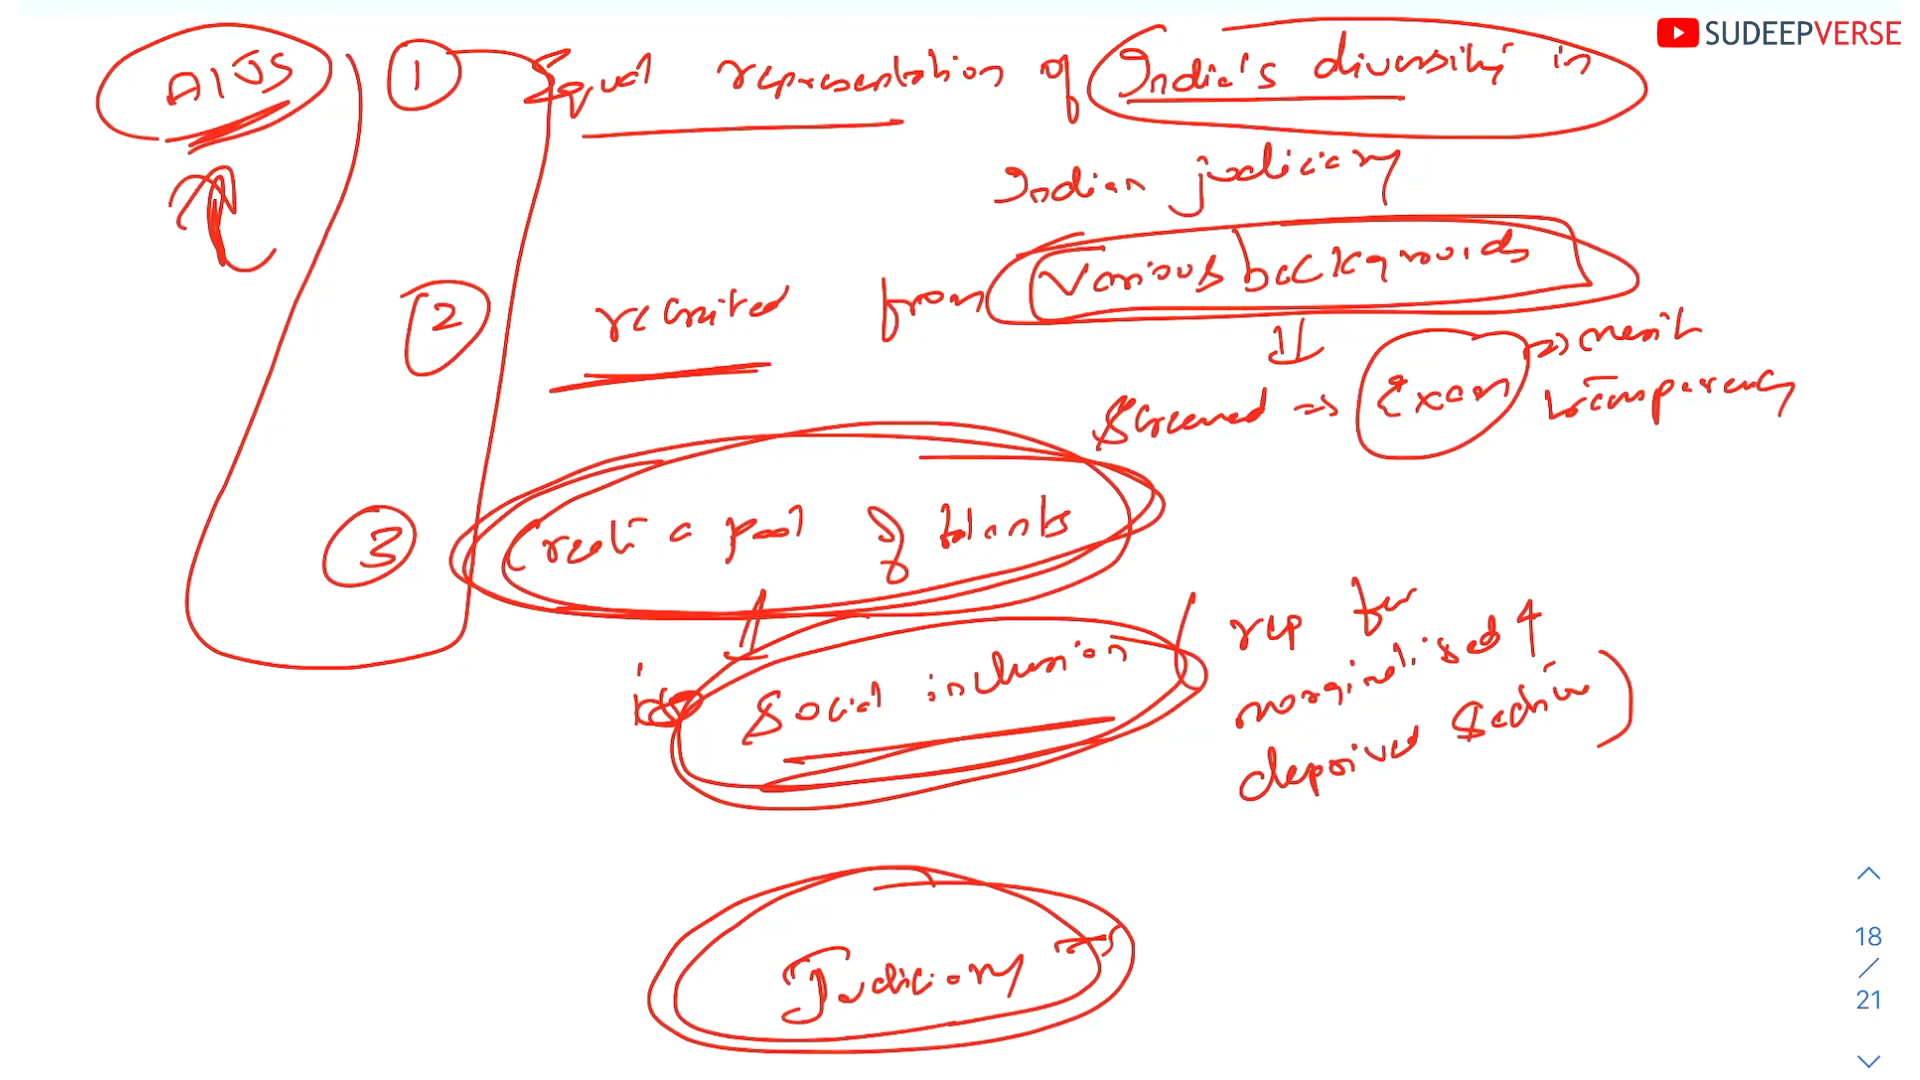 SUDEEPVERSE
AIJS
1 Equal representation of India's diversity in
Indian judiciary
2 recruited from Various backgrounds
Screened => Exam => merit
transparency
3 Create a pool of talents
Social inclusion
rep for
marginalised &
deprived section)
Judiciary
18
/
21